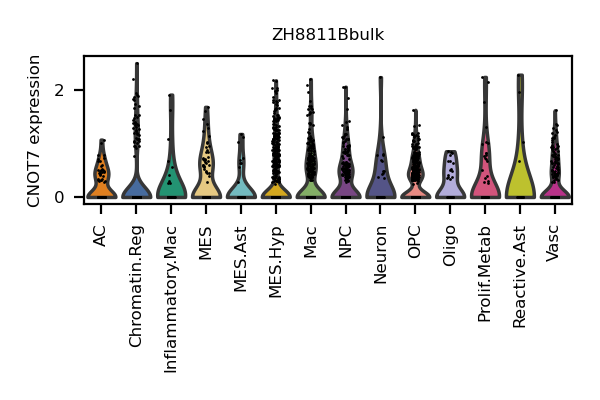 ZH8811Bbulk
CNOT7 expression
2
0
AC
Chromatin.Reg
Inflammatory.Mac
MES
MES.Ast
MES.Hyp
Mac
NPC
Neuron
OPC
Oligo
Prolif.Metab
Reactive.Ast
Vasc